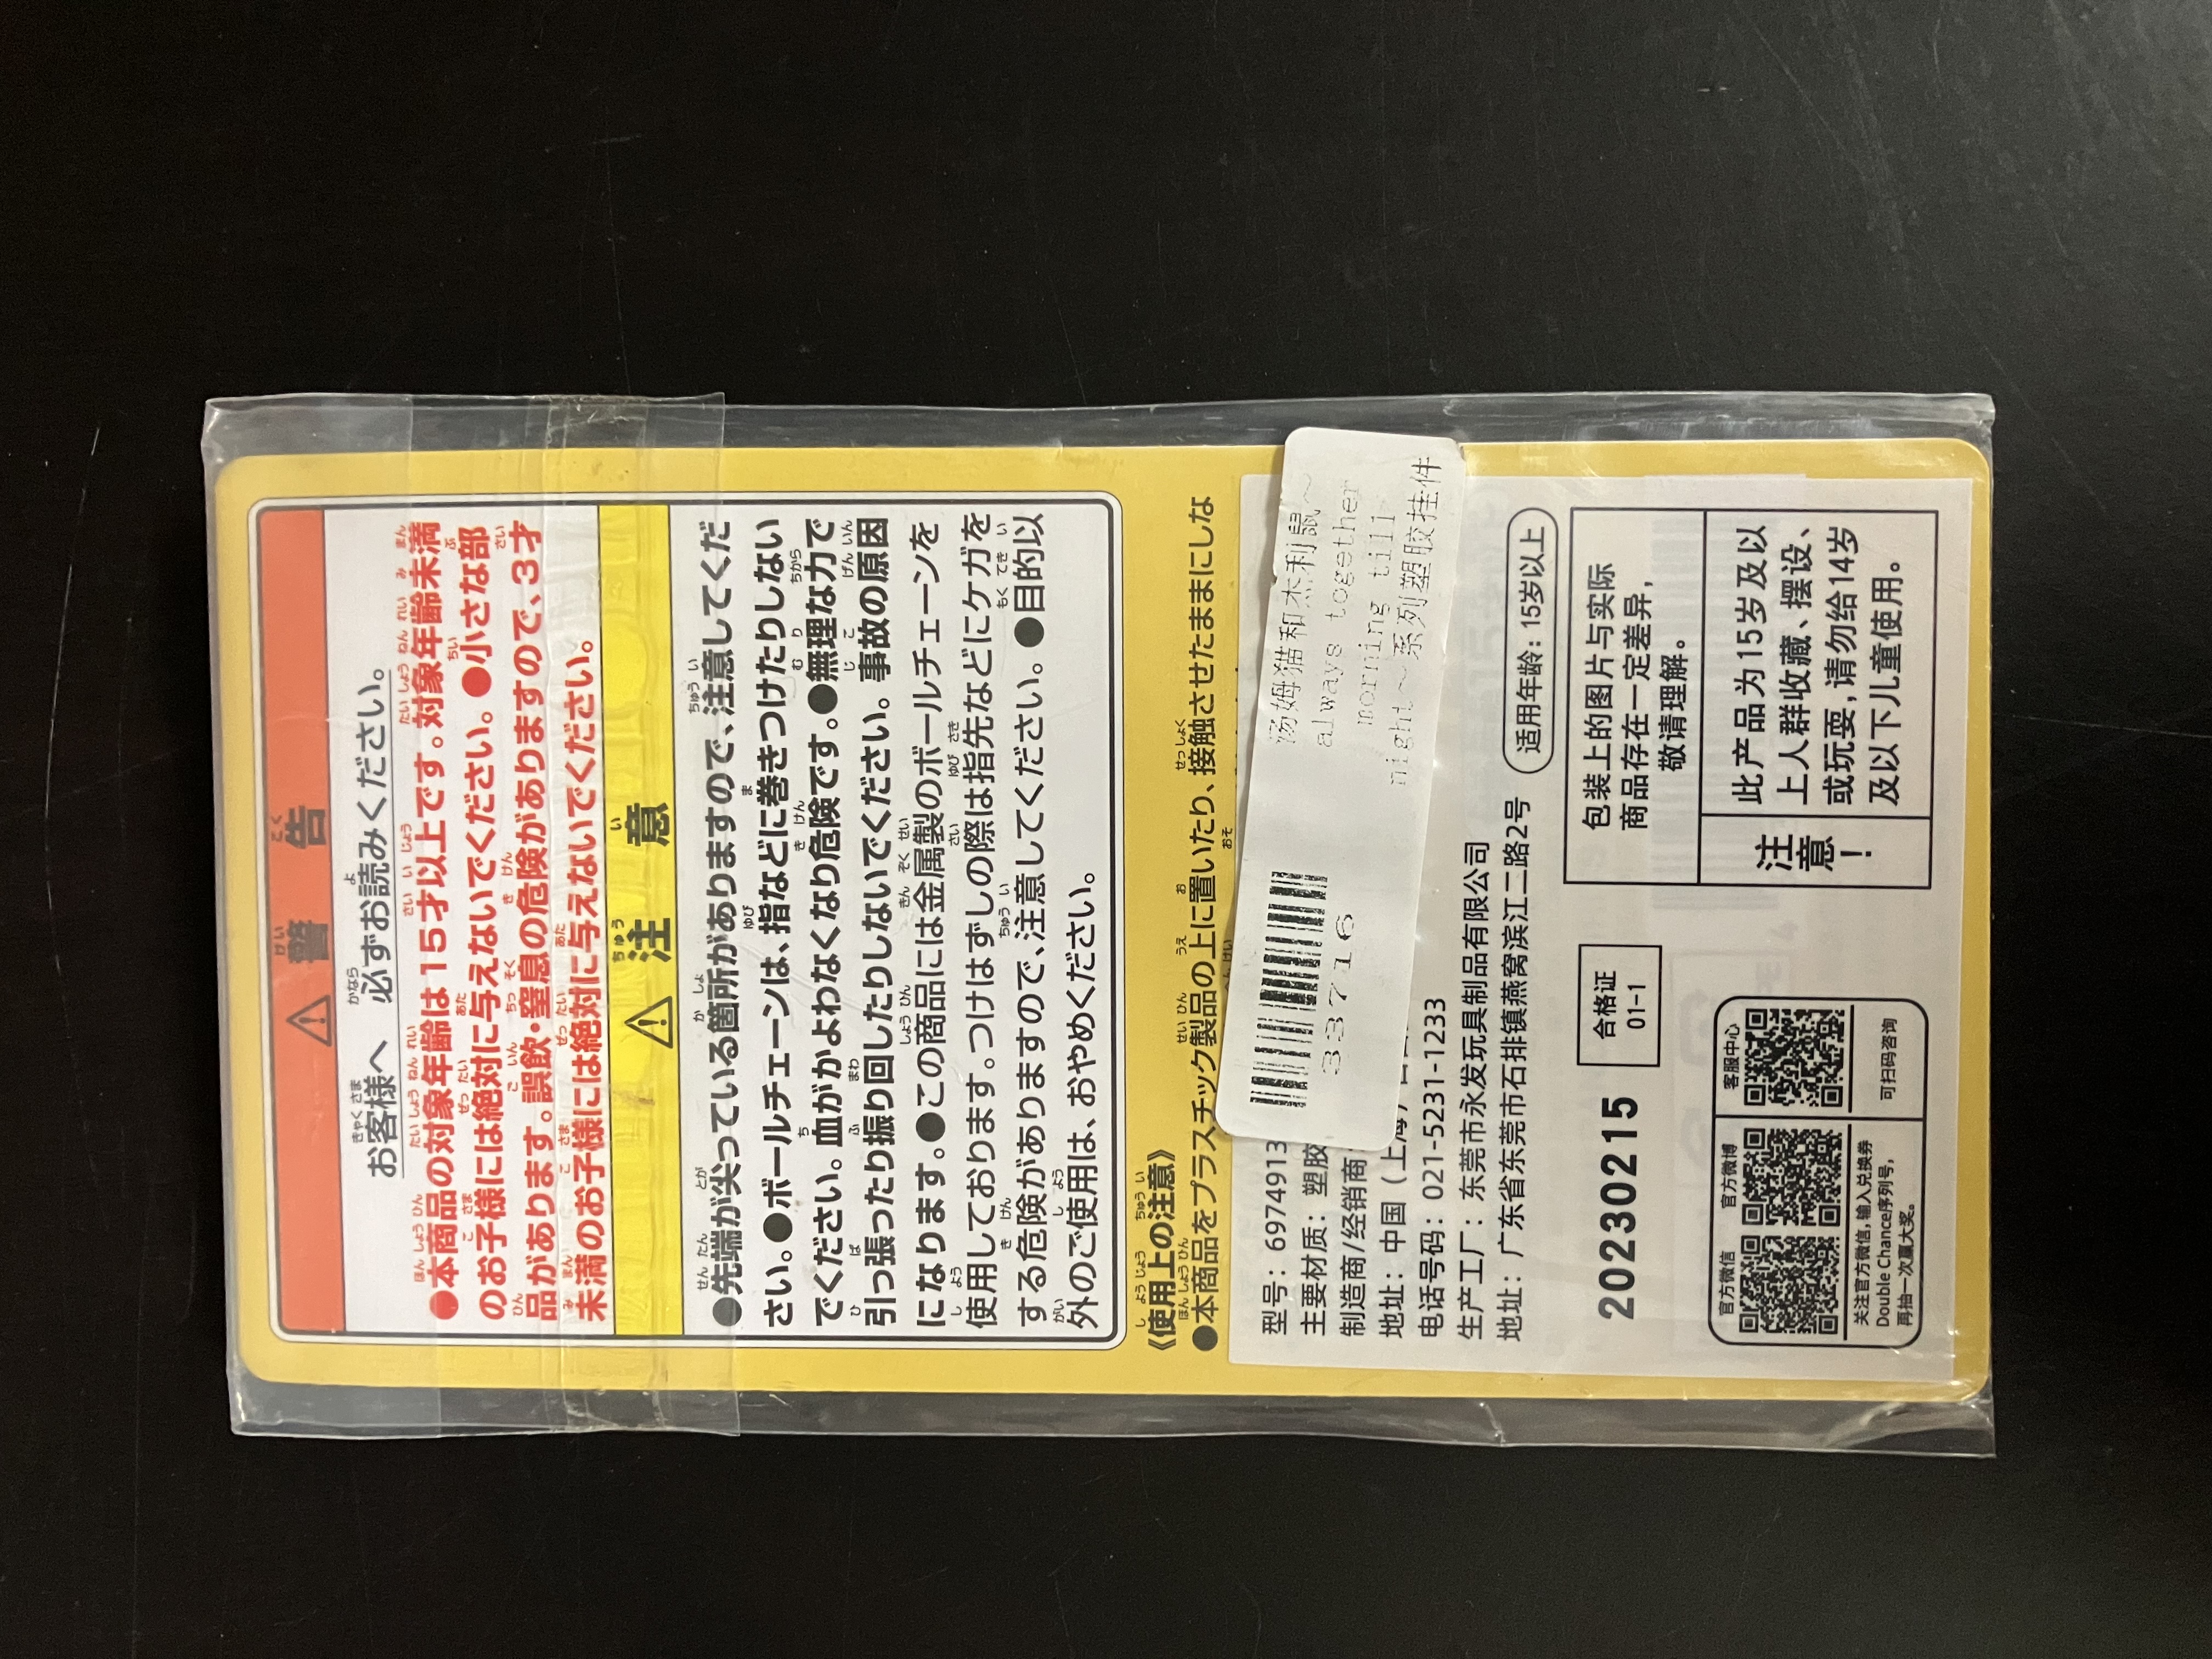 警告
お客様へ 必ずお読みください。
●本商品の対象年齢は15才以上です。対象年齢未満
のお子様には絶対に与えないでください。●小さな部
品があります。誤飲・窒息の危険がありますので、3才
未満のお子様には絶対に与えないでください。
注意
●先端が尖っている箇所がありますので、注意してくだ
さい。●ボールチェーンは、指などに巻きつけたりしない
でください。血がかよわなくなり危険です。●無理な力で
引っ張ったり振り回したりしないでください。事故の原因
になります。●この商品には金属製のボールチェーンを
使用しております。つけはずしの際は指先などにケガを
する危険がありますので、注意してください。●目的以
外のご使用は、おやめください。
《使用上の注意》
●本商品をプラスチック製品の上に置いたり、接触させたままにしな
汤姆猫和杰利鼠~
always together
morning till
night~系列塑胶挂件
333716
型号：6974913
主要材质：塑胶
制造商/经销商
地址：中国（上海
电话号码：021-5231-1233
生产工厂：东莞市永发玩具制品有限公司
地址：广东省东莞市石排镇燕窝滨江二路2号
适用年龄：15岁以上
20230215
合格证
01-1
包装上的图片与实际
商品存在一定差异，
敬请理解。
注意！
此产品为15岁及以
上人群收藏、摆设、
或玩耍，请勿给14岁
及以下儿童使用。
官方微信 官方微博
关注官方微信，输入兑换券
Double Chance序列号，
再抽一次赢大奖。
客服中心
可扫码咨询